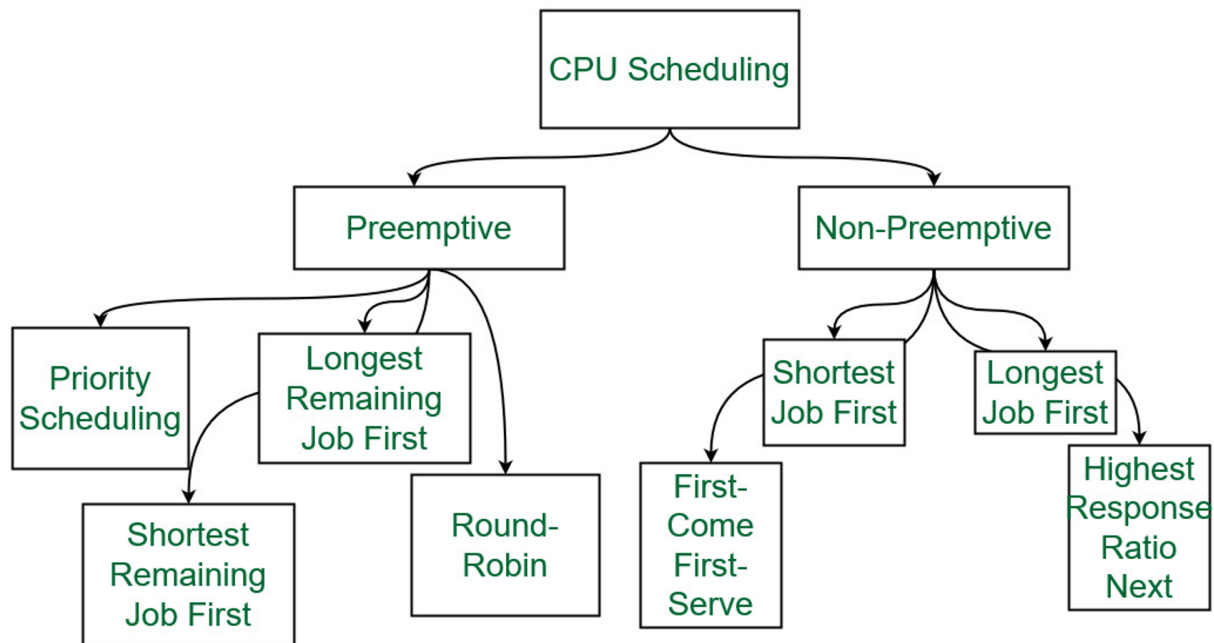 CPU Scheduling
Preemptive
Non-Preemptive
Priority
Scheduling
Longest
Remaining
Job First
Shortest
Job First
Longest
Job First
Shortest
Remaining
Job First
Round-
Robin
First-
Come
First-
Serve
Highest
Response
Ratio
Next